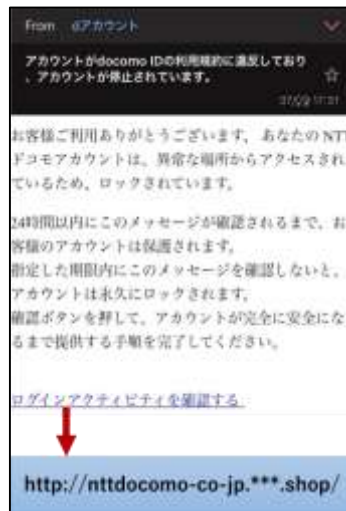 From dアカウント
アカウントがdocomo IDの利用規約に違反しており
、アカウントが停止されています。
お客様ご利用ありがとうございます。 あなたの NTT
ドコモアカウントは、異常な場所からアクセスされ
ているため、ロックされています。
24時間以内にこのメッセージが確認されるまで、お
客様のアカウントは保護されます。
指定した期限内にこのメッセージを確認しないと、
アカウントは永久にロックされます。
確認ボタンを押して、アカウントが完全に安全にな
るまで提供する手順を完了してください。
ログインアクティビティを確認する
http://nttdocomo-co-jp.***.shop/